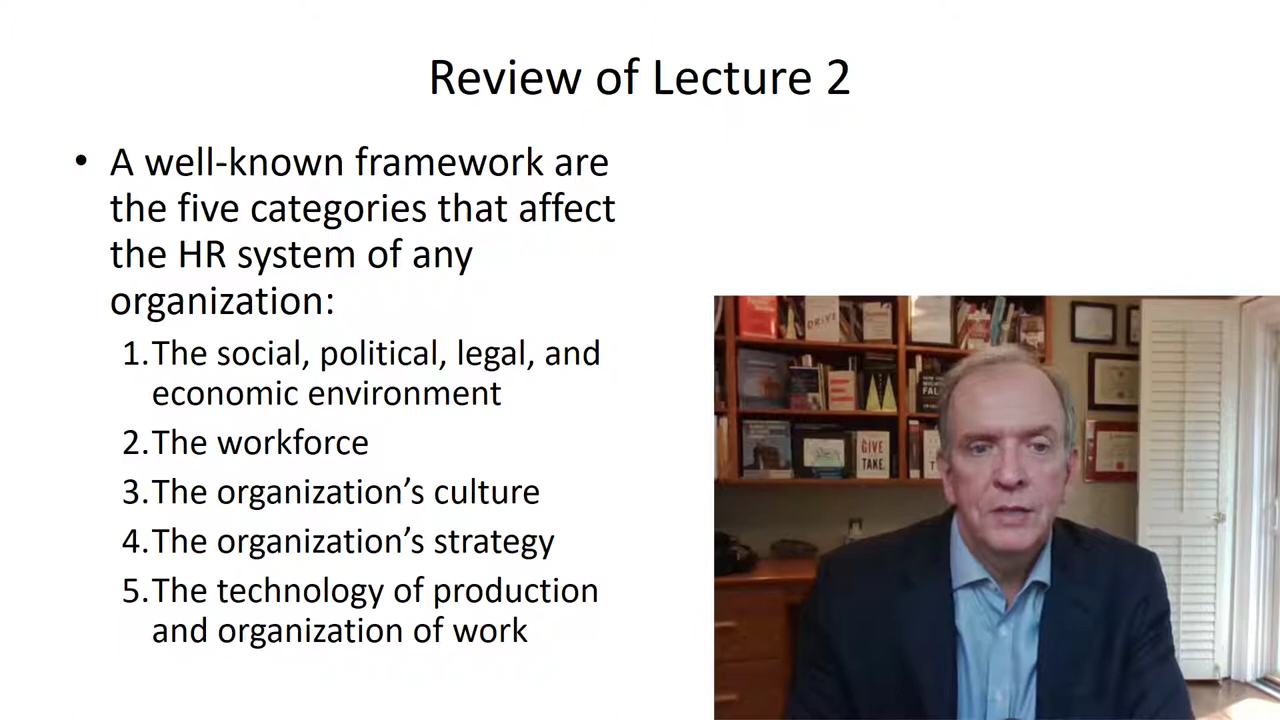 Review of Lecture 2
• A well-known framework are
the five categories that affect
the HR system of any
organization:
1.The social, political, legal, and
economic environment
2.The workforce
3.The organization’s culture
4.The organization’s strategy
5.The technology of production
and organization of work
DRIVE
GIVE
TAKE.